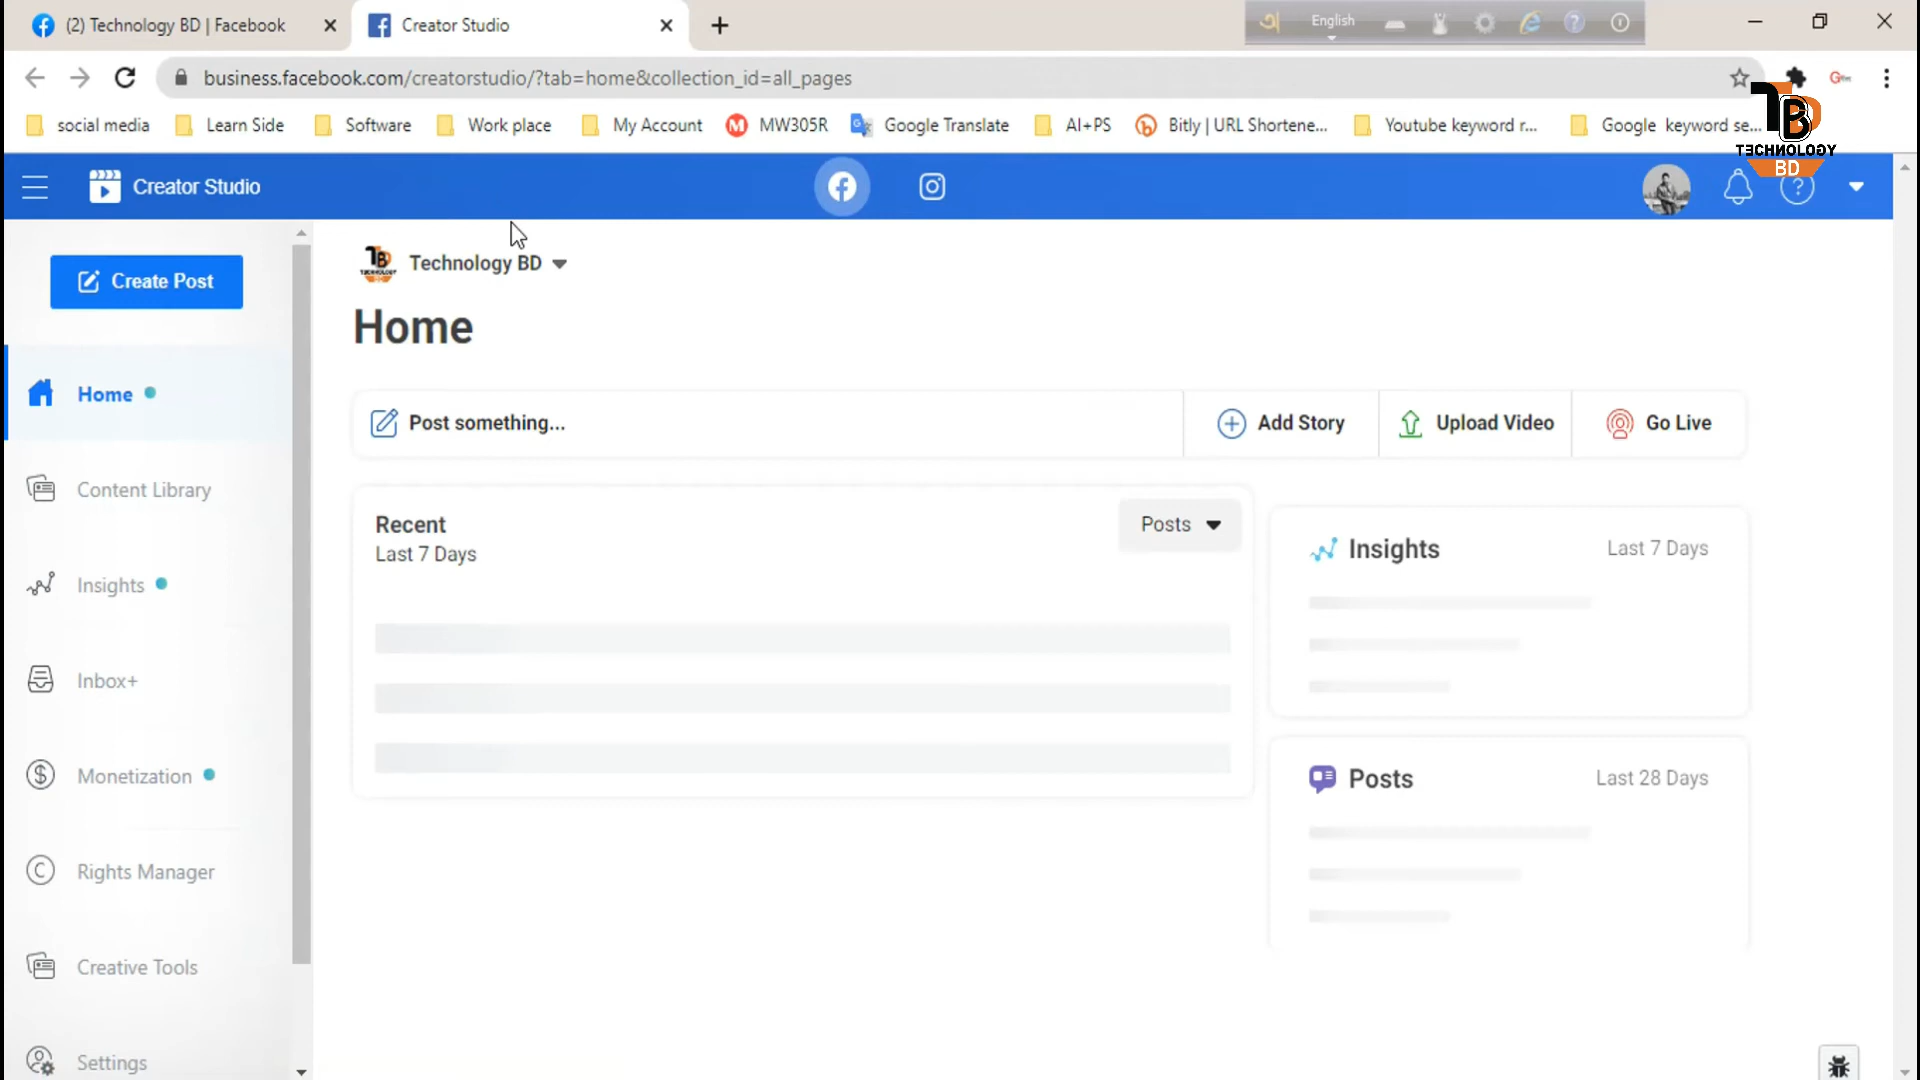 (2) Technology BD | Facebook
Creator Studio
English
business.facebook.com/creatorstudio/?tab=home&collection_id=all_pages
social media
Learn Side
Software
Work place
My Account
MW305R
Google Translate
AI+PS
Bitly | URL Shortene...
Youtube keyword r...
Google keyword se...
TECHNOLOGY
BD
Creator Studio
Technology BD
Create Post
Home
Post something...
Add Story
Upload Video
Go Live
Home
Content Library
Insights
Inbox+
Monetization
Rights Manager
Creative Tools
Settings
Recent
Last 7 Days
Posts
Insights
Last 7 Days
Posts
Last 28 Days